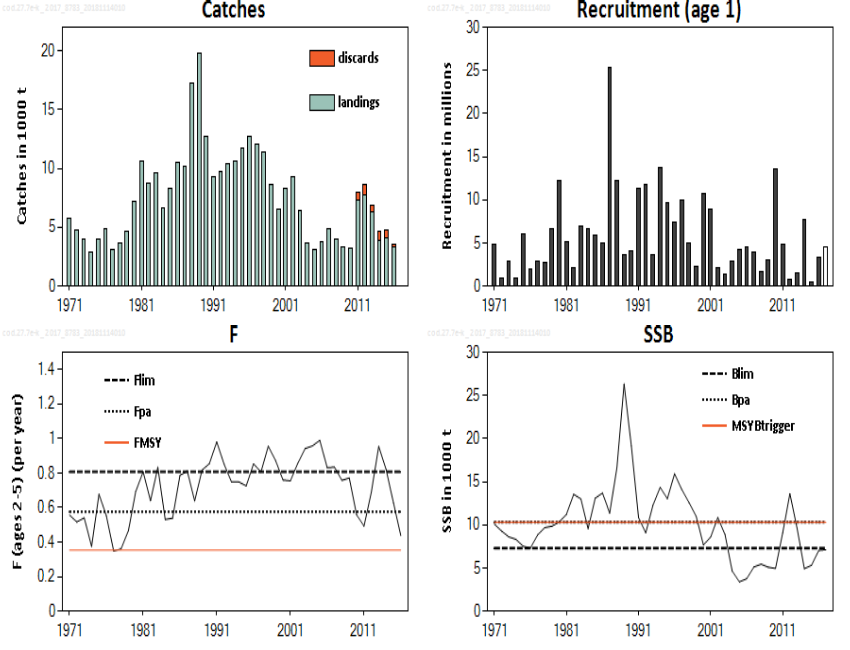 Catches
Catches in 1000 t
20
15
10
5
0
discards
landings
1971 1981 1991 2001 2011
Recruitment (age 1)
Recruitment in millions
30
25
20
15
10
5
0
1971 1981 1991 2001 2011
F
F (ages 2-5) (per year)
1.4
1.2
1
0.8
0.6
0.4
0.2
0
Flim
Fpa
FMSY
1971 1981 1991 2001 2011
SSB
SSB in 1000 t
30
25
20
15
10
5
0
Blim
Bpa
MSYBtrigger
1971 1981 1991 2001 2011